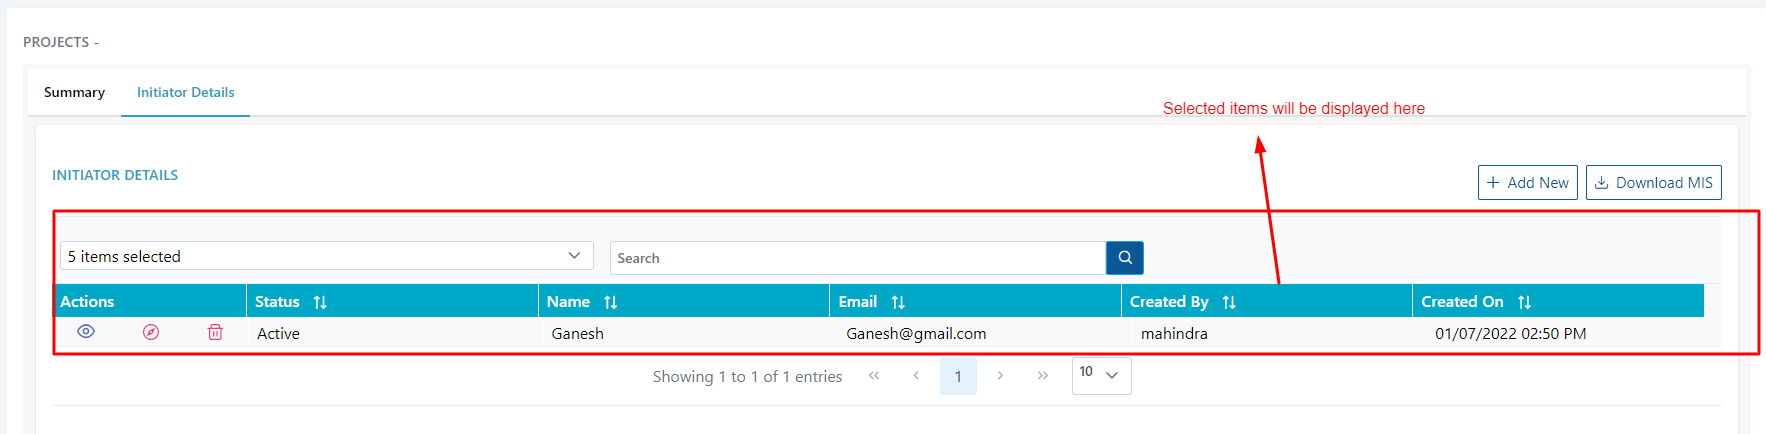 PROJECTS -
Summary Initiator Details
Selected items will be displayed here
INITIATOR DETAILS
Add New Download MIS
5 items selected Search
Actions Status Name Email Created By Created On
Active Ganesh Ganesh@gmail.com mahindra 01/07/2022 02:50 PM
Showing 1 to 1 of 1 entries « ‹ 1 › » 10